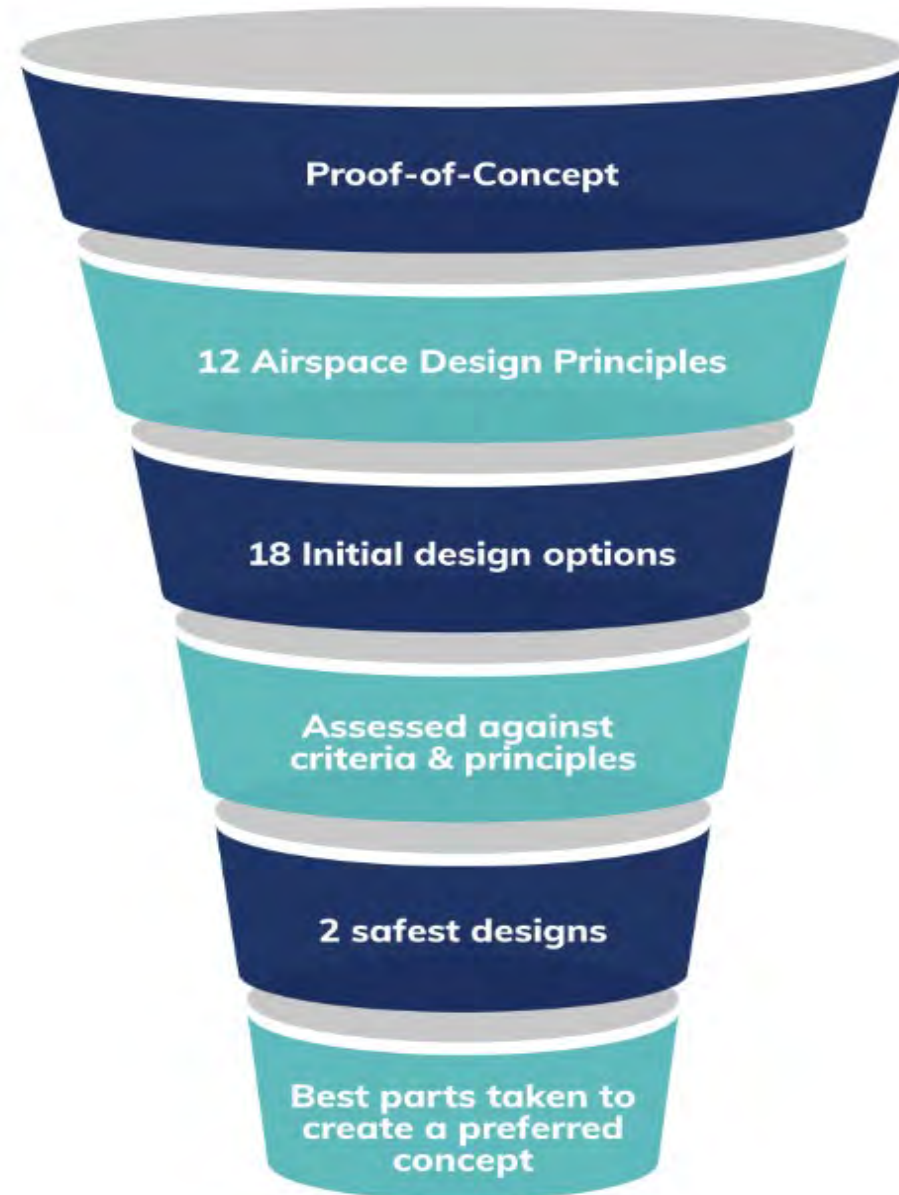 Proof-of-Concept
12 Airspace Design Principles
18 Initial design options
Assessed against
criteria & principles
2 safest designs
Best parts taken to
create a preferred
concept